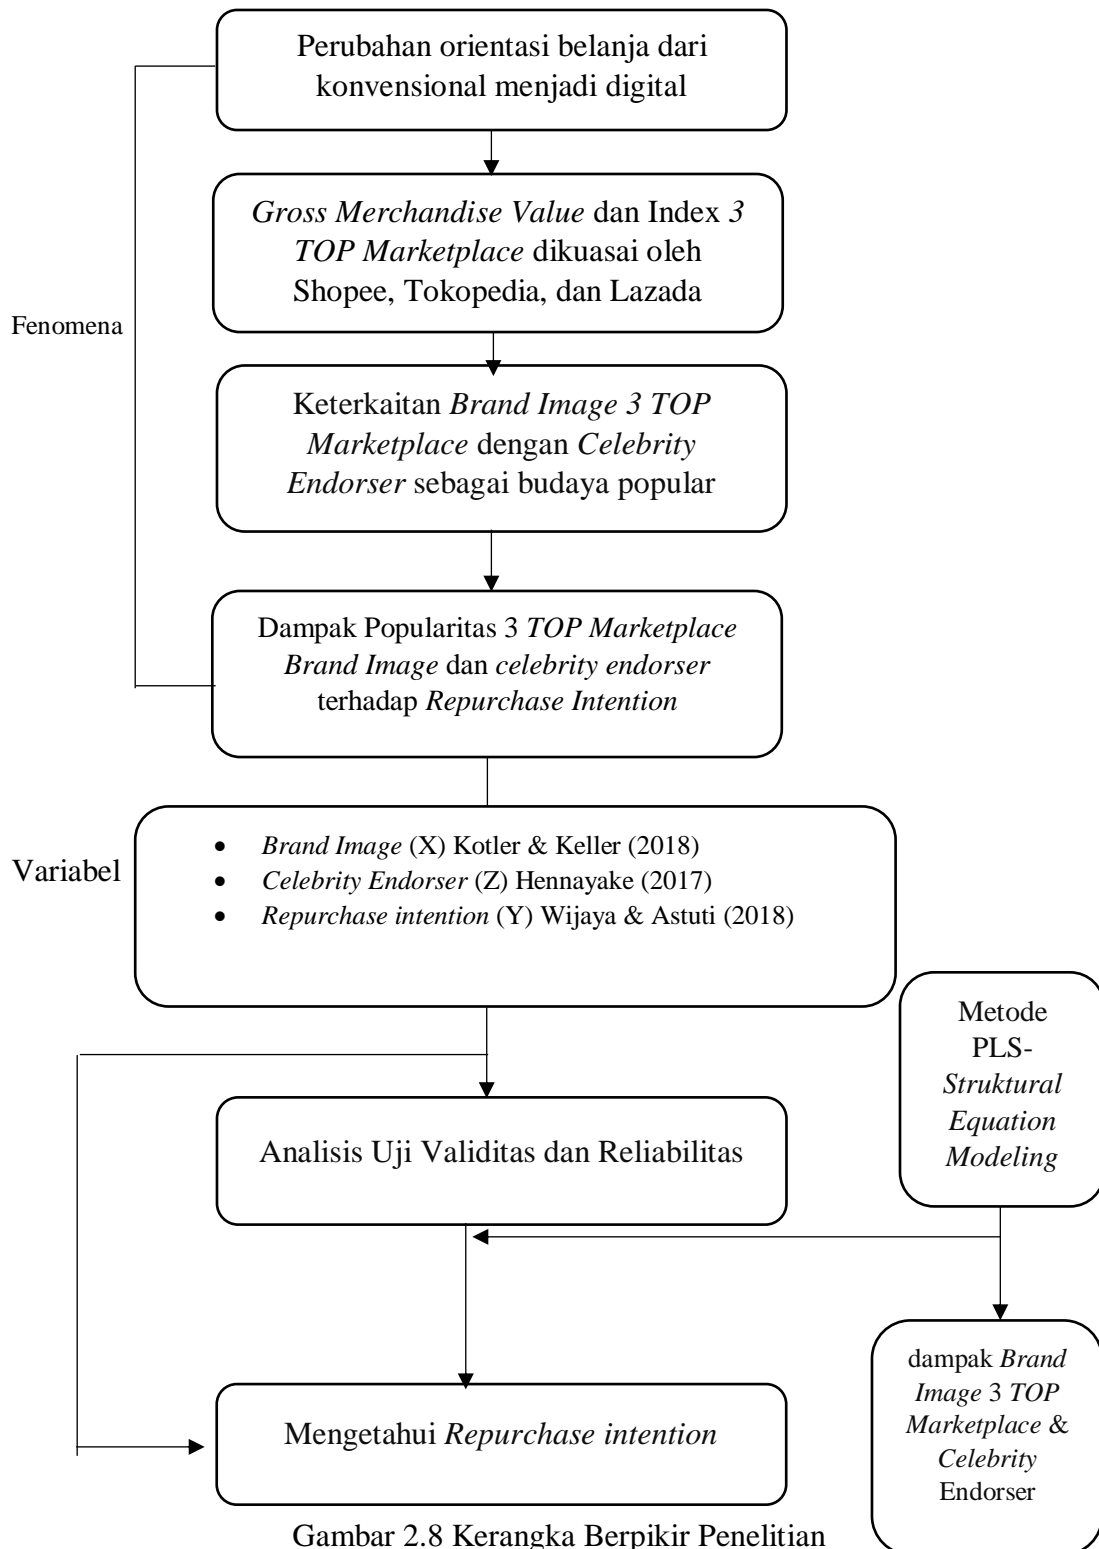 Perubahan orientasi belanja dari
konvensional menjadi digital
Gross Merchandise Value dan Index 3
TOP Marketplace dikuasai oleh
Shopee, Tokopedia, dan Lazada
Fenomena
Keterkaitan Brand Image 3 TOP
Marketplace dengan Celebrity
Endorser sebagai budaya popular
Dampak Popularitas 3 TOP Marketplace
Brand Image dan celebrity endorser
terhadap Repurchase Intention
Variabel
• Brand Image (X) Kotler & Keller (2018)
• Celebrity Endorser (Z) Hennayake (2017)
• Repurchase intention (Y) Wijaya & Astuti (2018)
Metode
PLS-
Struktural
Equation
Modeling
Analisis Uji Validitas dan Reliabilitas
dampak Brand
Image 3 TOP
Marketplace &
Celebrity
Endorser
Mengetahui Repurchase intention
Gambar 2.8 Kerangka Berpikir Penelitian